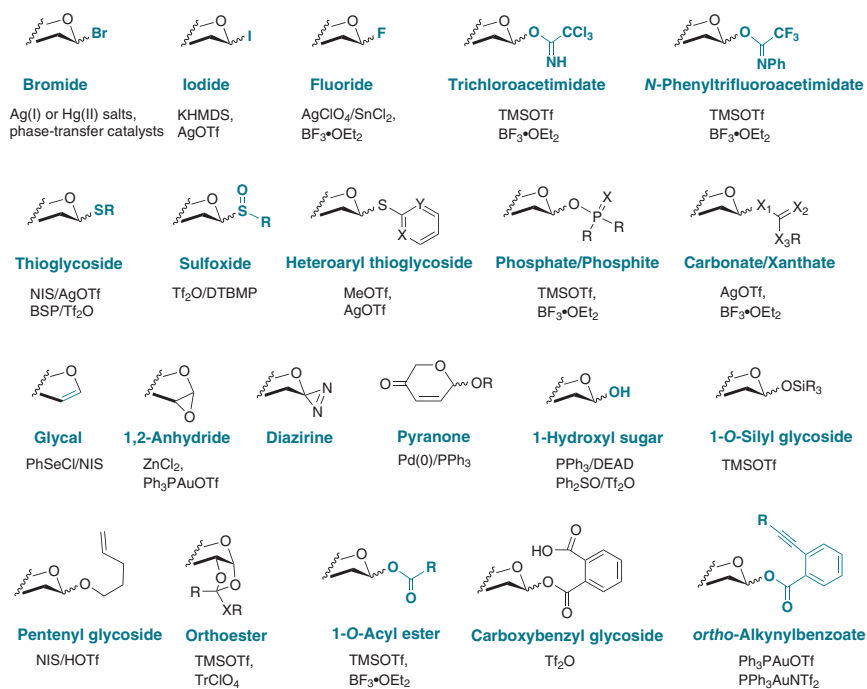 O
Br
Bromide
Ag(I) or Hg(II) salts,
phase-transfer catalysts
O
I
Iodide
KHMDS,
AgOTf
O
F
Fluoride
AgClO4/SnCl2,
BF3•OEt2
O
O
CCl3
NH
Trichloroacetimidate
TMSOTf
BF3•OEt2
O
O
CF3
NPh
N-Phenyltrifluoroacetimidate
TMSOTf
BF3•OEt2
O
SR
Thioglycoside
NIS/AgOTf
BSP/Tf2O
O
O
S
R
Sulfoxide
Tf2O/DTBMP
O
S
Y
X
Heteroaryl thioglycoside
MeOTf,
AgOTf
O
O
X
P
R
R
Phosphate/Phosphite
TMSOTf,
BF3•OEt2
O
X1
X2
X3R
Carbonate/Xanthate
AgOTf,
BF3•OEt2
O
Glycal
PhSeCl/NIS
O
O
1,2-Anhydride
ZnCl2,
Ph3PAuOTf
O
N
N
Diazirine
O
O
OR
Pyranone
Pd(0)/PPh3
O
OH
1-Hydroxyl sugar
PPh3/DEAD
Ph2SO/Tf2O
O
OSiR3
1-O-Silyl glycoside
TMSOTf
O
O
Pentenyl glycoside
NIS/HOTf
O
O
O
R
XR
Orthoester
TMSOTf,
TrClO4
O
O
R
O
1-O-Acyl ester
TMSOTf,
BF3•OEt2
O
HO
O
O
O
Carboxybenzyl glycoside
Tf2O
R
O
O
O
ortho-Alkynylbenzoate
Ph3PAuOTf
PPh3AuNTf2